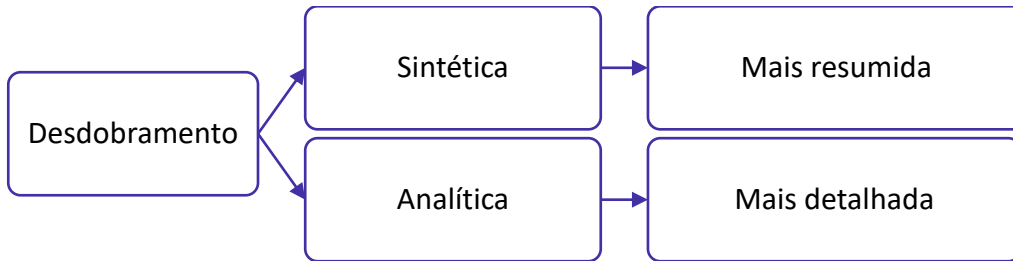 Desdobramento
Sintética
Mais resumida
Analítica
Mais detalhada